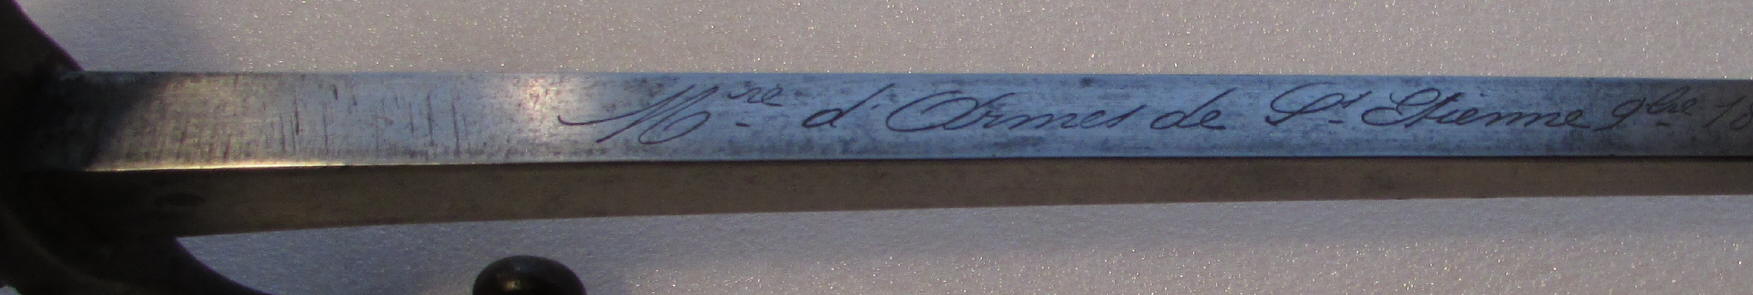 Mre d'Armes de St. Etienne 9bre 18